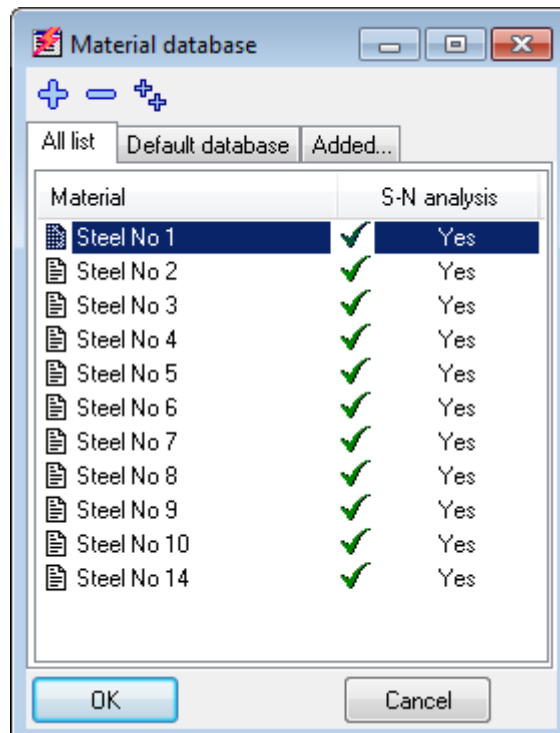 Material database
All list Default database Added...
Material S-N analysis
Steel No 1 Yes
Steel No 2 Yes
Steel No 3 Yes
Steel No 4 Yes
Steel No 5 Yes
Steel No 6 Yes
Steel No 7 Yes
Steel No 8 Yes
Steel No 9 Yes
Steel No 10 Yes
Steel No 14 Yes
OK Cancel